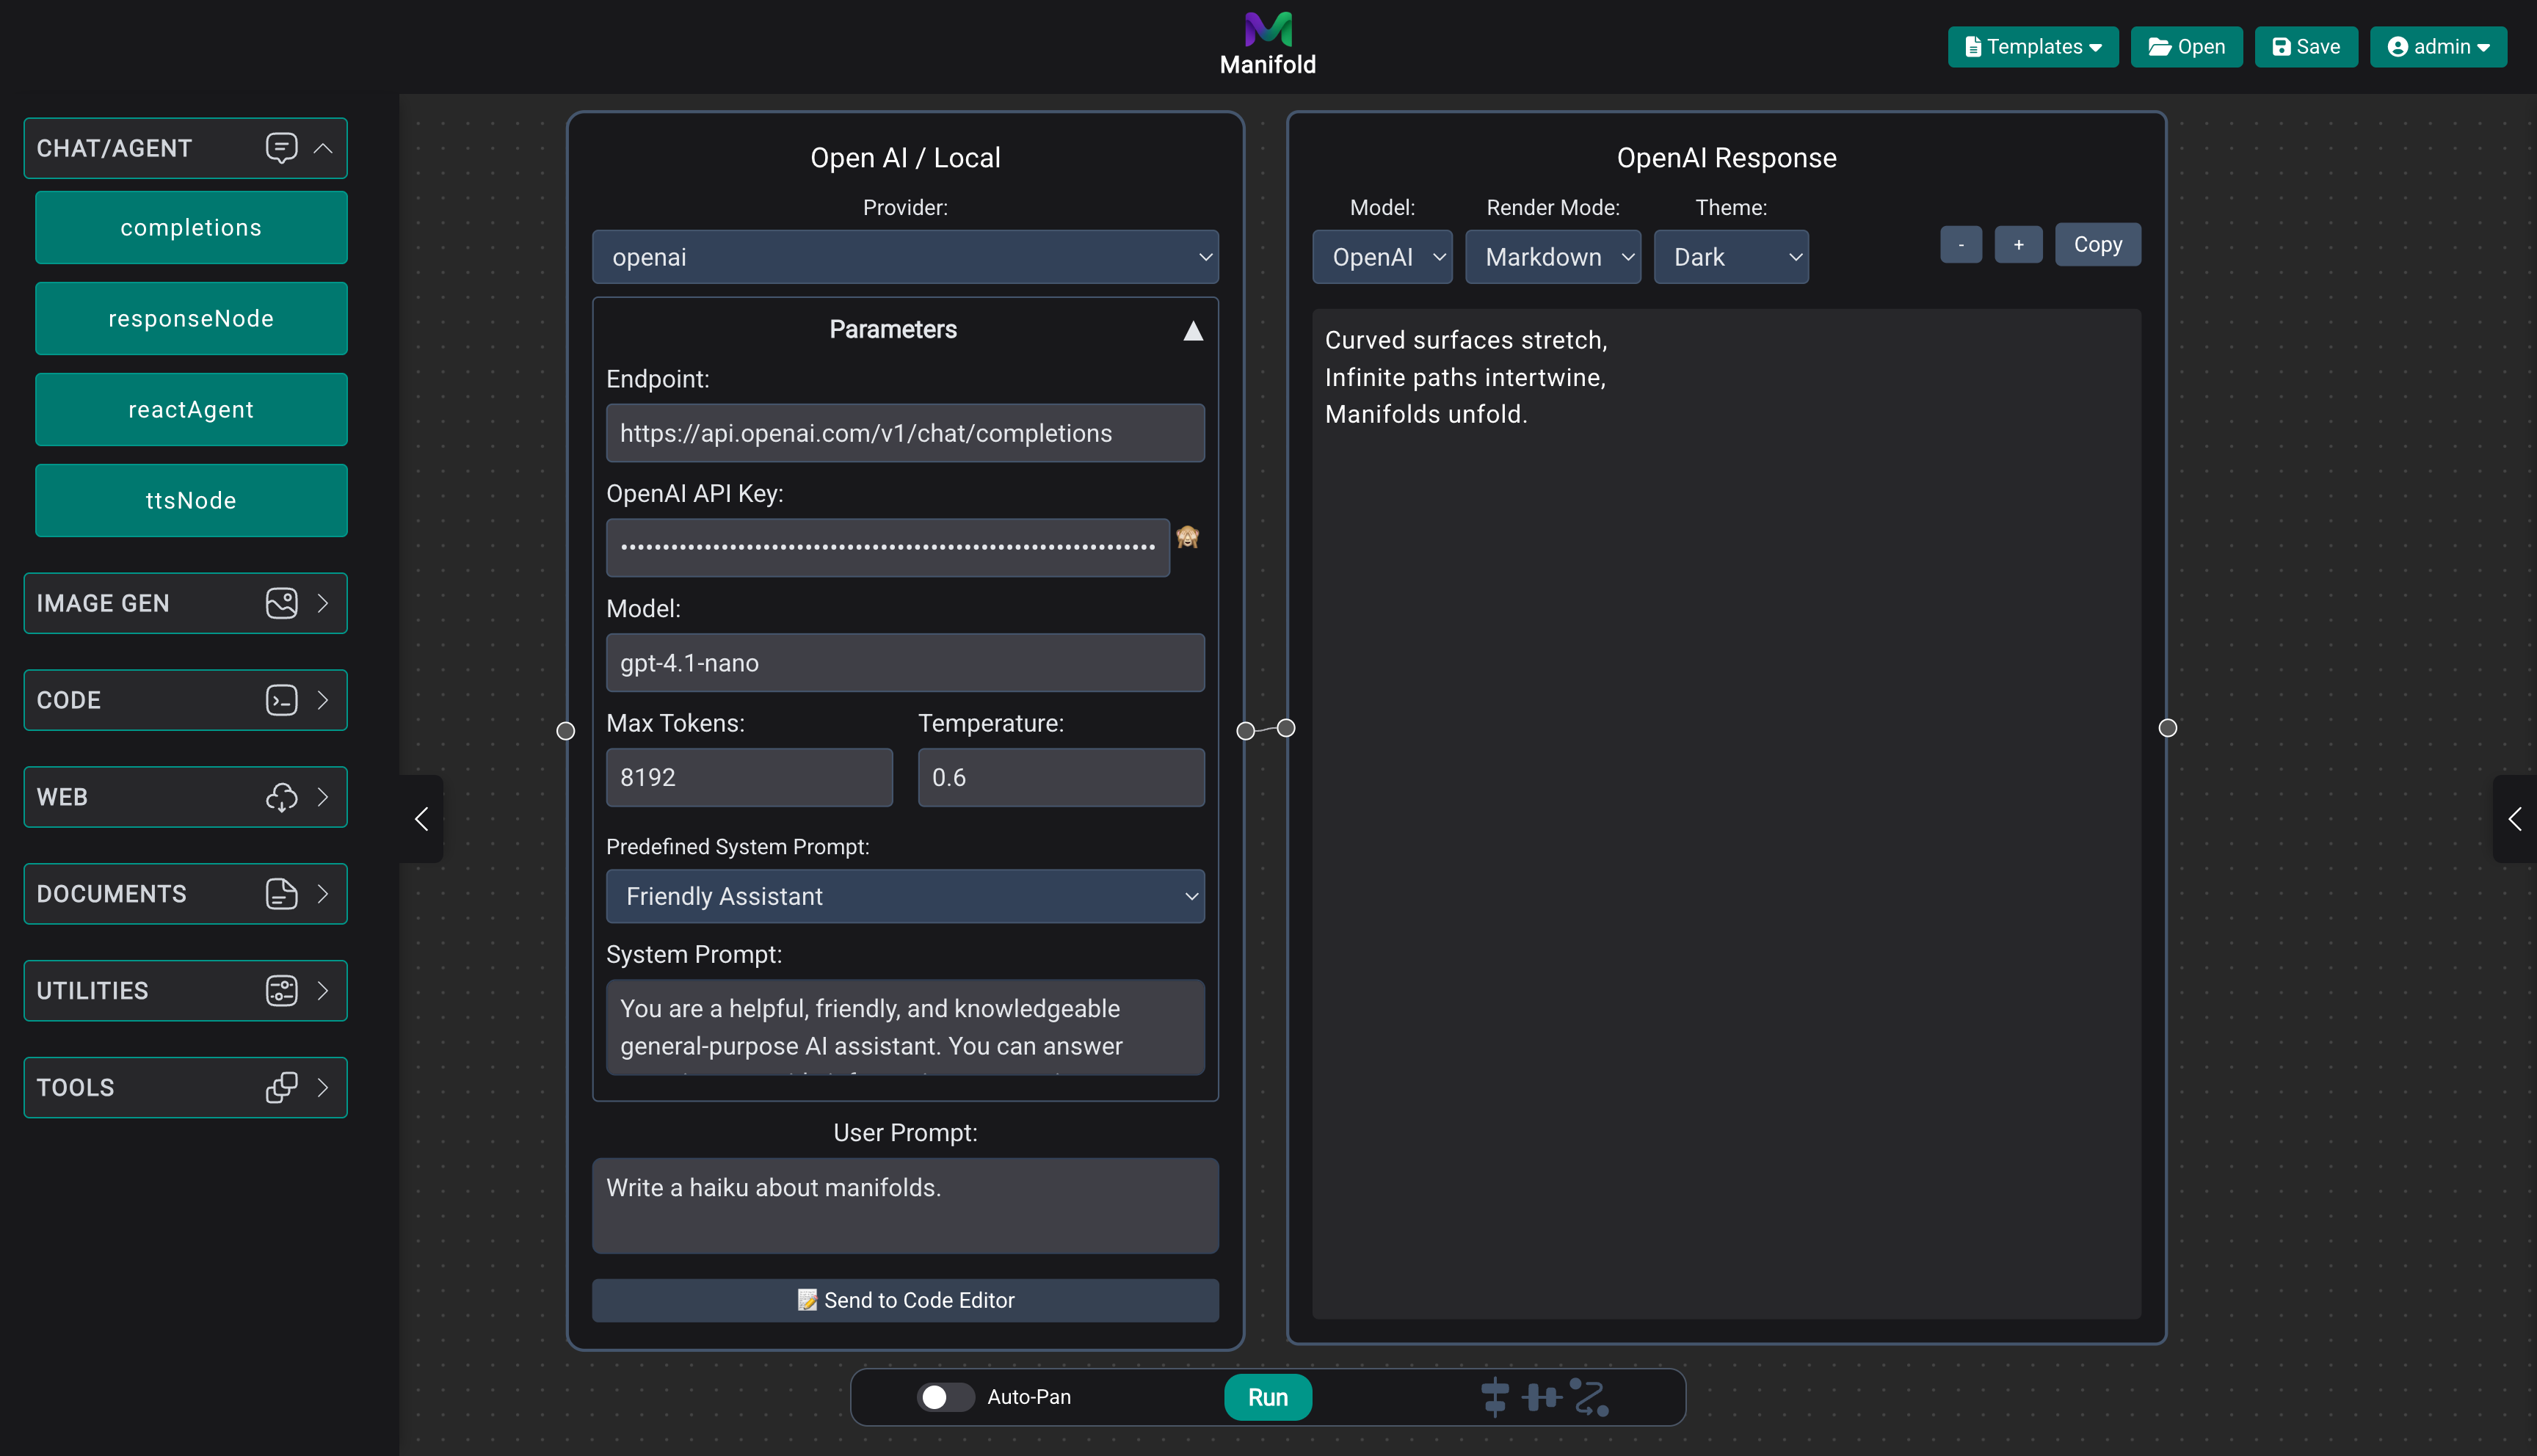 Manifold
Templates
Open
Save
admin
CHAT/AGENT
completions
responseNode
reactAgent
ttsNode
IMAGE GEN
CODE
WEB
DOCUMENTS
UTILITIES
TOOLS
Open AI / Local
Provider:
openai
Parameters
Endpoint:
https://api.openai.com/v1/chat/completions
OpenAI API Key:
Model:
gpt-4.1-nano
Max Tokens: Temperature:
8192 0.6
Predefined System Prompt:
Friendly Assistant
System Prompt:
You are a helpful, friendly, and knowledgeable
general-purpose AI assistant. You can answer
User Prompt:
Write a haiku about manifolds.
Send to Code Editor
OpenAI Response
Model: Render Mode: Theme:
OpenAI Markdown Dark - + Copy
Curved surfaces stretch,
Infinite paths intertwine,
Manifolds unfold.
Auto-Pan
Run